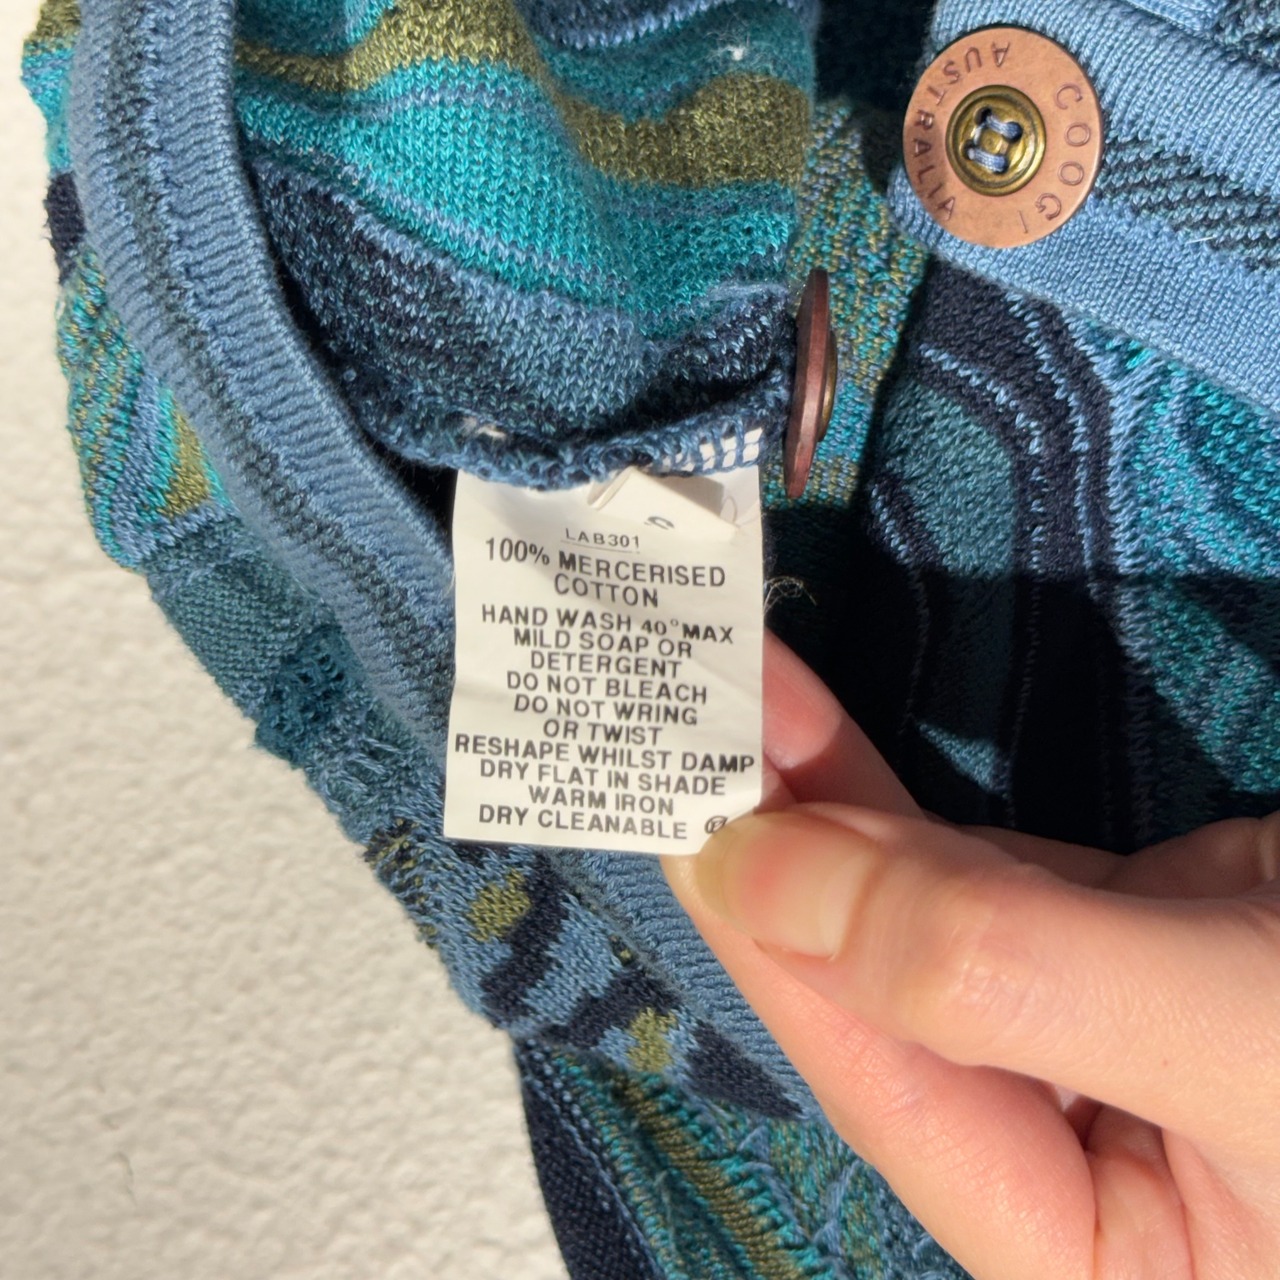 COOGI
AUSTRALIA
LAB301
100% MERCERISED
COTTON
HAND WASH 40°MAX
MILD SOAP OR
DETERGENT
DO NOT BLEACH
DO NOT WRING
OR TWIST
RESHAPE WHILST DAMP
DRY FLAT IN SHADE
WARM IRON
DRY CLEANABLE Ⓟ